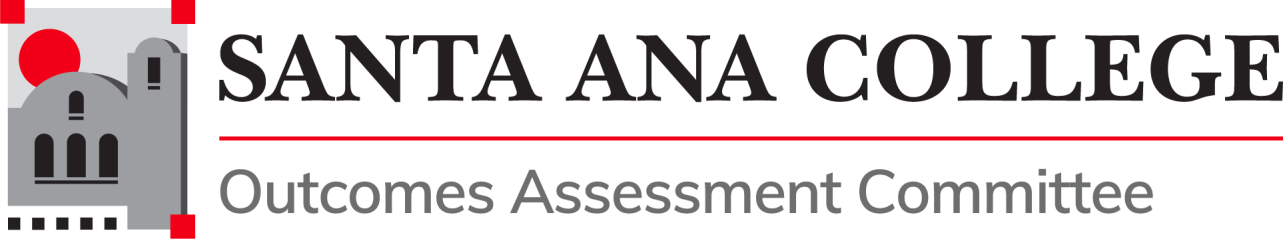 SANTA ANA COLLEGE
Outcomes Assessment Committee